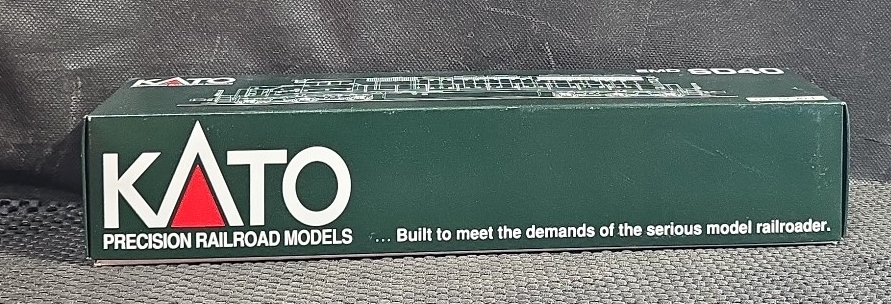 KATO
EMD SD40
KATO
PRECISION RAILROAD MODELS
... Built to meet the demands of the serious model railroader.